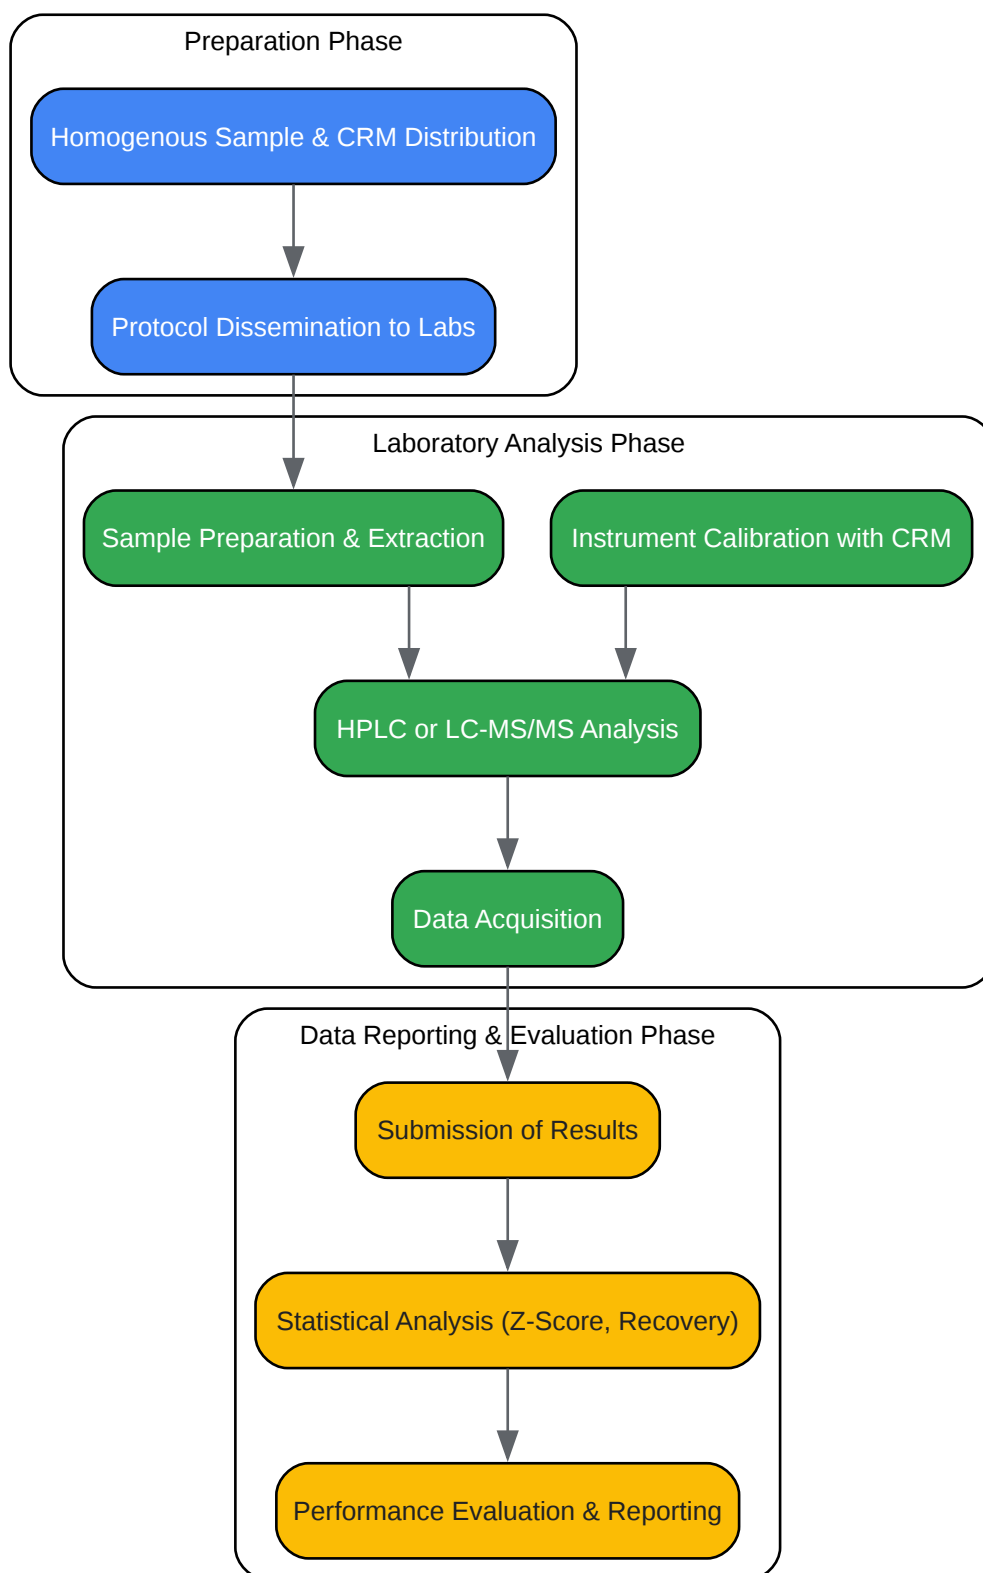 Preparation Phase
Homogenous Sample & CRM Distribution
Protocol Dissemination to Labs
Laboratory Analysis Phase
Sample Preparation & Extraction
Instrument Calibration with CRM
HPLC or LC-MS/MS Analysis
Data Acquisition
Data Reporting & Evaluation Phase
Submission of Results
Statistical Analysis (Z-Score, Recovery)
Performance Evaluation & Reporting